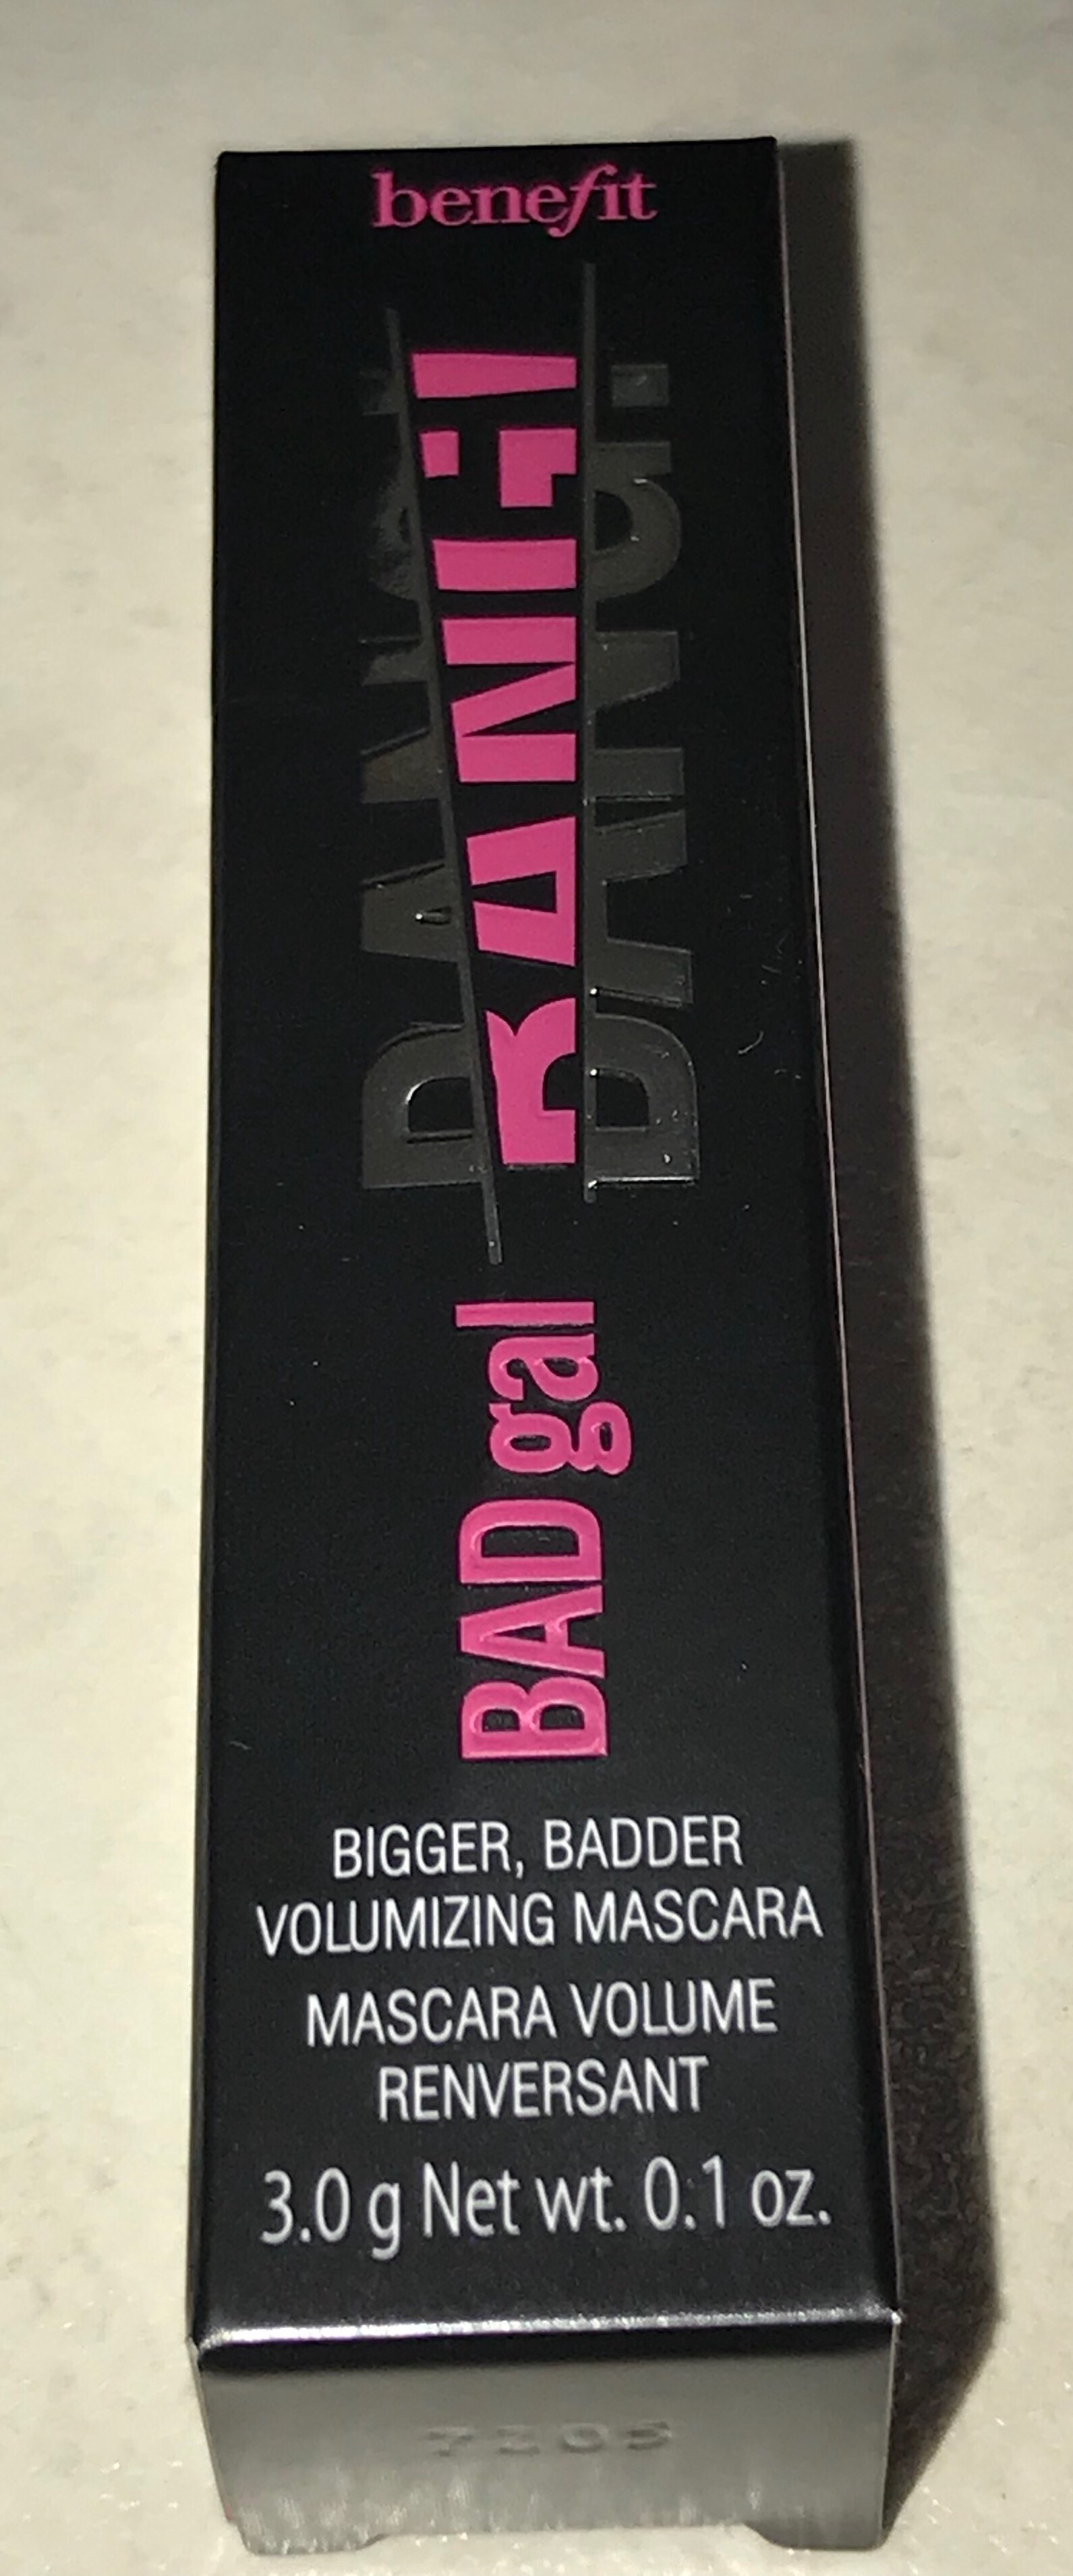 benefit
BANG!
BAD gal
BIGGER, BADDER
VOLUMIZING MASCARA
MASCARA VOLUME
RENVERSANT
3.0 g Net wt. 0.1 oz.